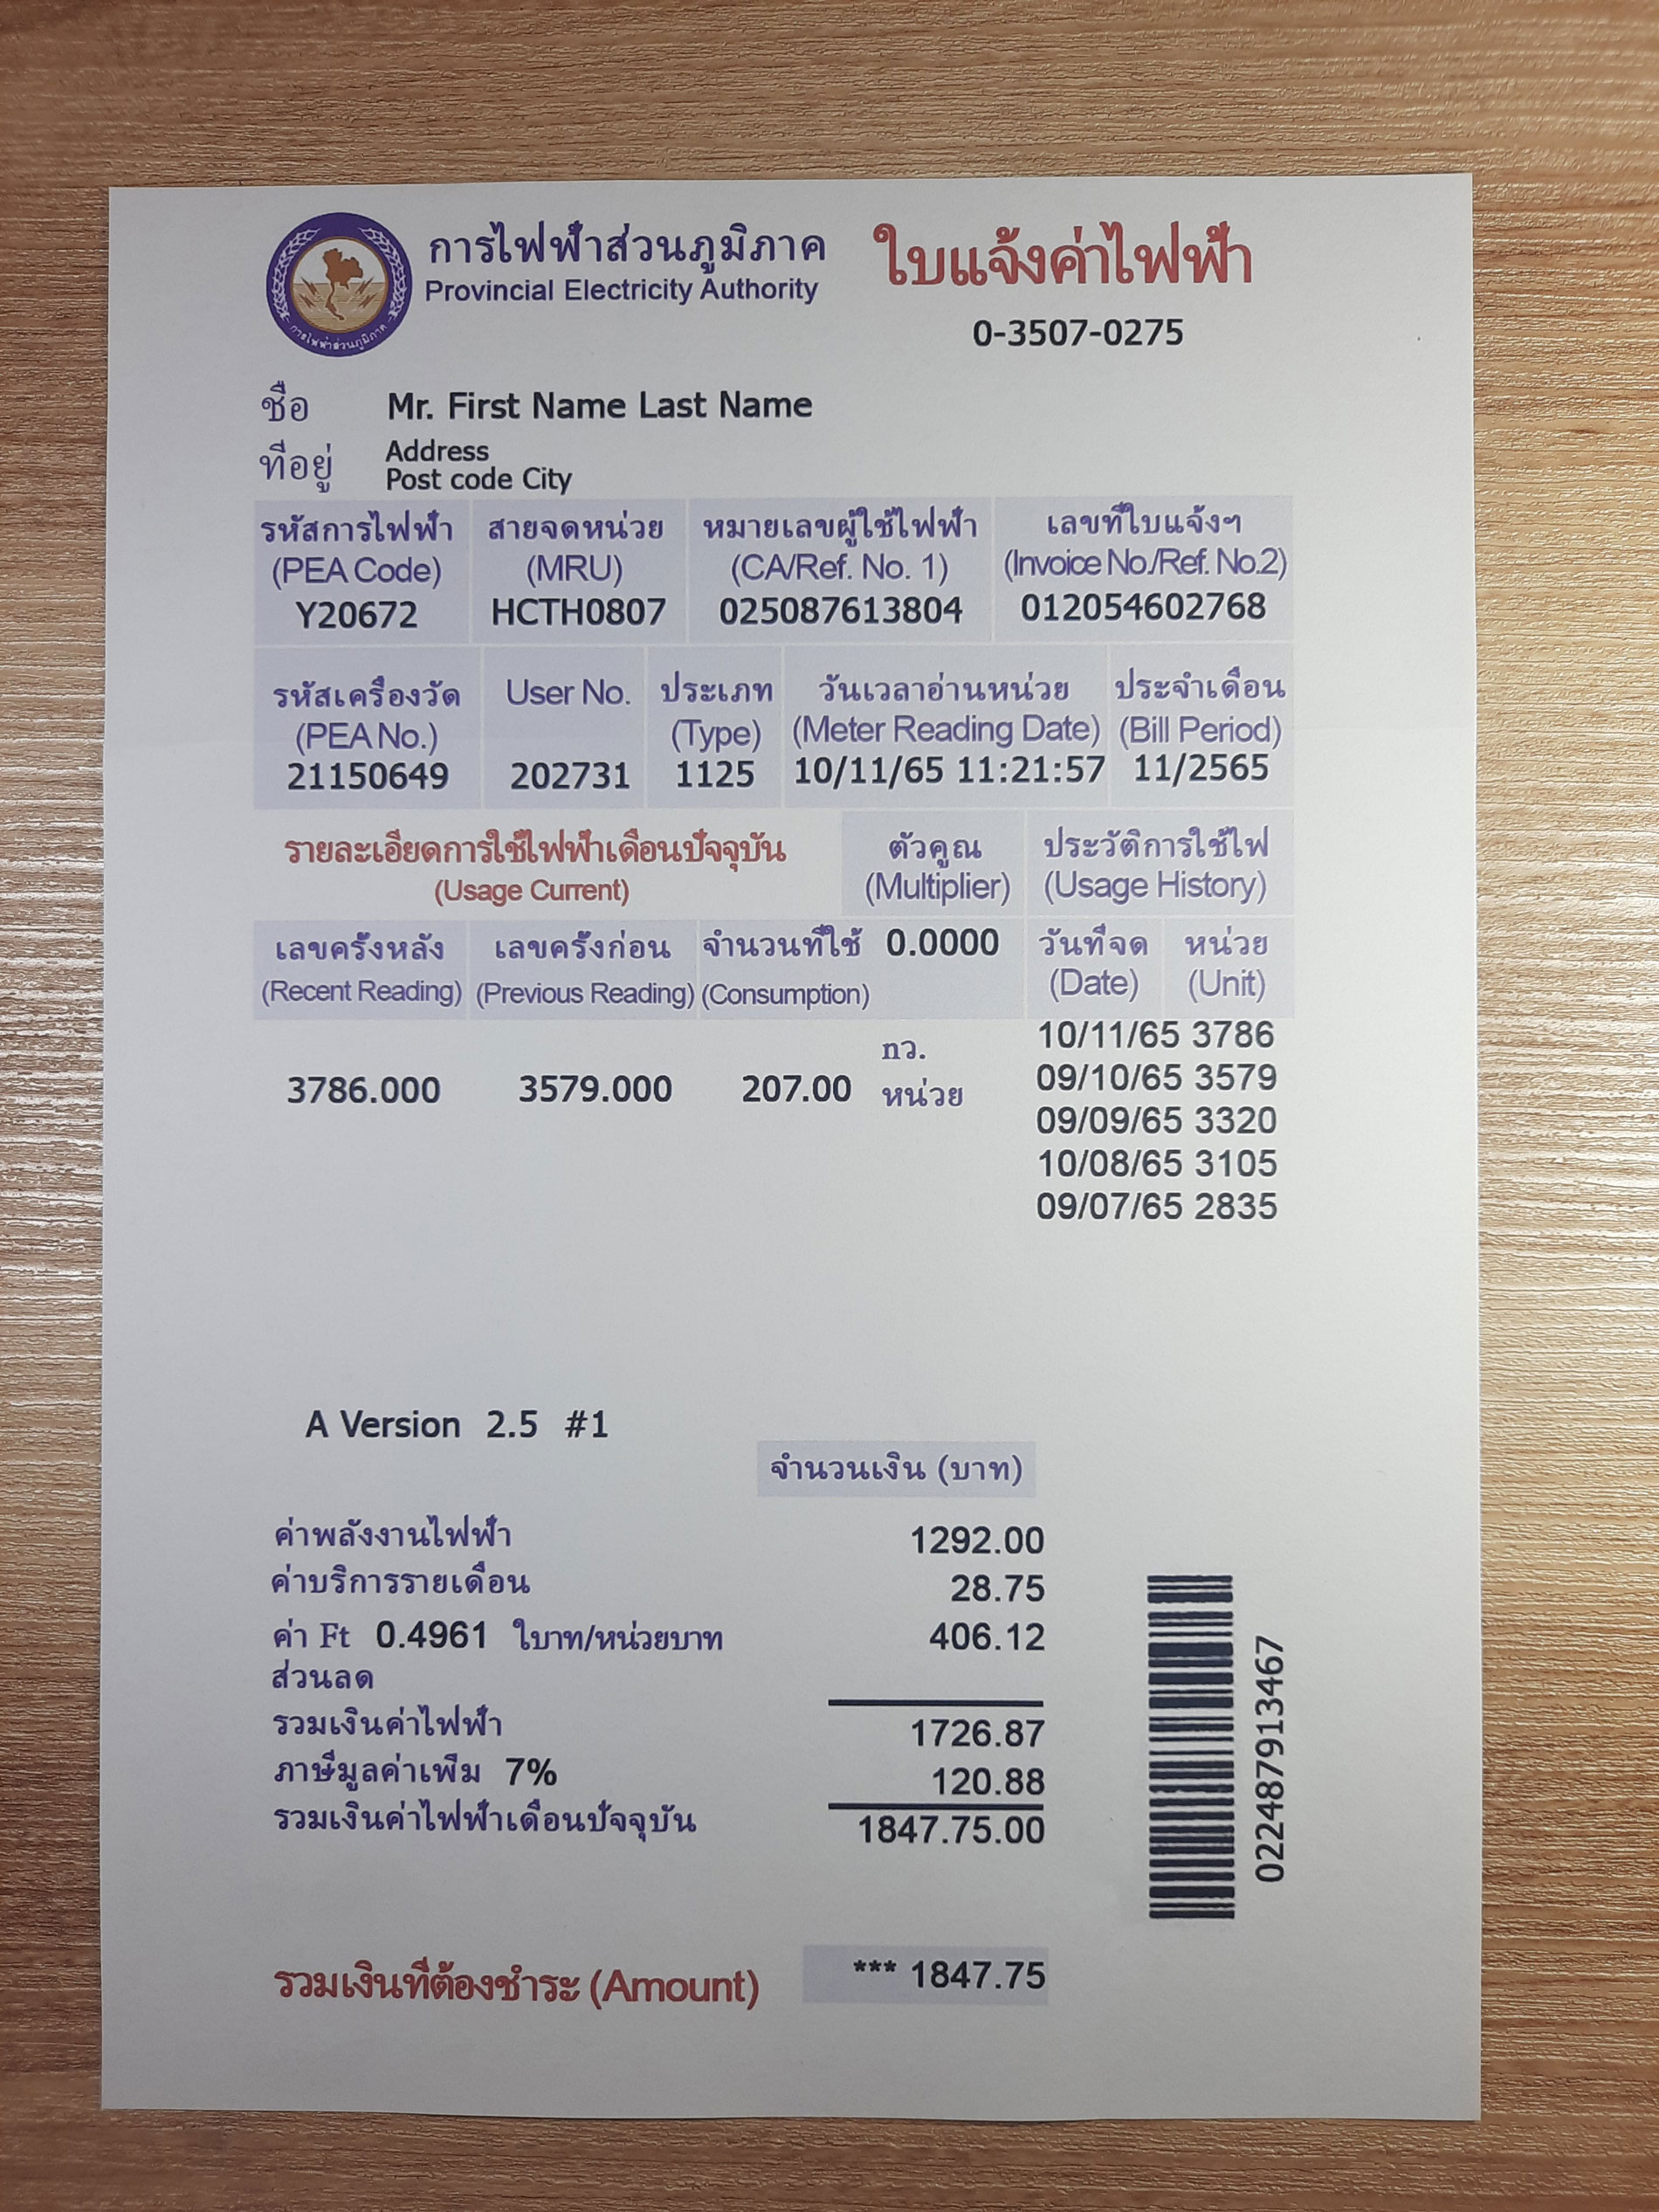 การไฟฟ้าส่วนภูมิภาค
Provincial Electricity Authority
ใบแจ้งค่าไฟฟ้า
0-3507-0275
การไฟฟ้าส่วนภูมิภาค
ชื่อ Mr. First Name Last Name
ที่อยู่ Address
Post code City
รหัสการไฟฟ้า สายจดหน่วย หมายเลขผู้ใช้ไฟฟ้า เลขที่ใบแจ้งฯ
(PEA Code) (MRU) (CA/Ref. No. 1) (Invoice No./Ref. No.2)
Y20672 HCTH0807 025087613804 012054602768
รหัสเครื่องวัด User No. ประเภท วันเวลาอ่านหน่วย ประจำเดือน
(PEA No.) (Type) (Meter Reading Date) (Bill Period)
21150649 202731 1125 10/11/65 11:21:57 11/2565
รายละเอียดการใช้ไฟฟ้าเดือนปัจจุบัน ตัวคูณ ประวัติการใช้ไฟ
(Usage Current) (Multiplier) (Usage History)
เลขครั้งหลัง เลขครั้งก่อน จำนวนที่ใช้ 0.0000 วันที่จด หน่วย
(Recent Reading) (Previous Reading) (Consumption) (Date) (Unit)
10/11/65 3786
กว.
09/10/65 3579
3786.000 3579.000 207.00 หน่วย
09/09/65 3320
10/08/65 3105
09/07/65 2835
A Version 2.5 #1
จำนวนเงิน (บาท)
ค่าพลังงานไฟฟ้า 1292.00
ค่าบริการรายเดือน 28.75
ค่า Ft 0.4961 ใบาท/หน่วยบาท 406.12
ส่วนลด
รวมเงินค่าไฟฟ้า 1726.87
ภาษีมูลค่าเพิ่ม 7% 120.88
รวมเงินค่าไฟฟ้าเดือนปัจจุบัน 1847.75.00
022487913467
รวมเงินที่ต้องชำระ (Amount) *** 1847.75